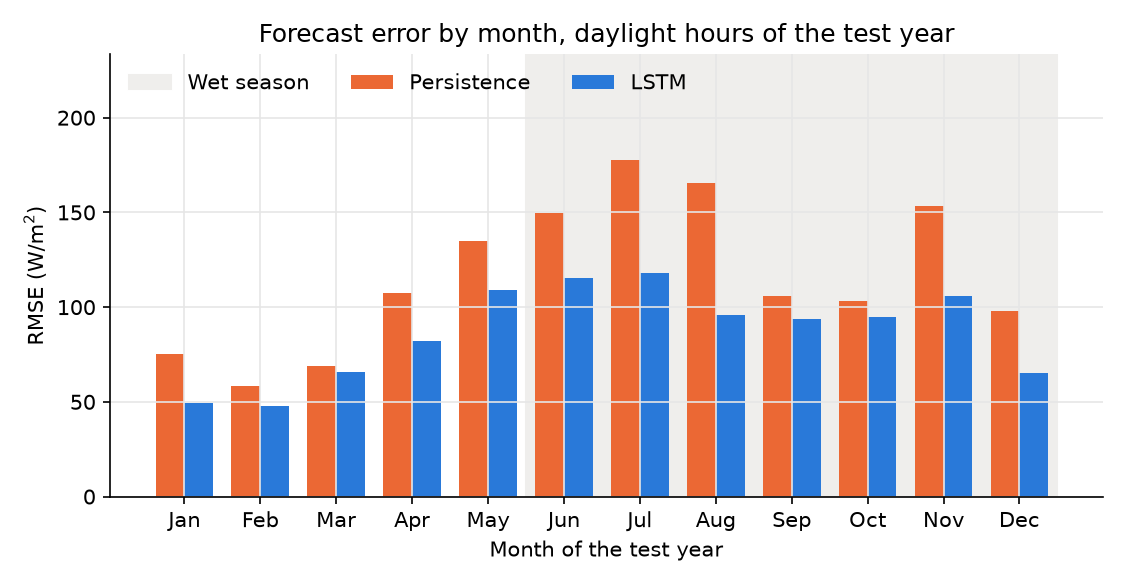 Forecast error by month, daylight hours of the test year
Wet season Persistence LSTM
RMSE (W/m²)
200
150
100
50
0
Jan Feb Mar Apr May Jun Jul Aug Sep Oct Nov Dec
Month of the test year